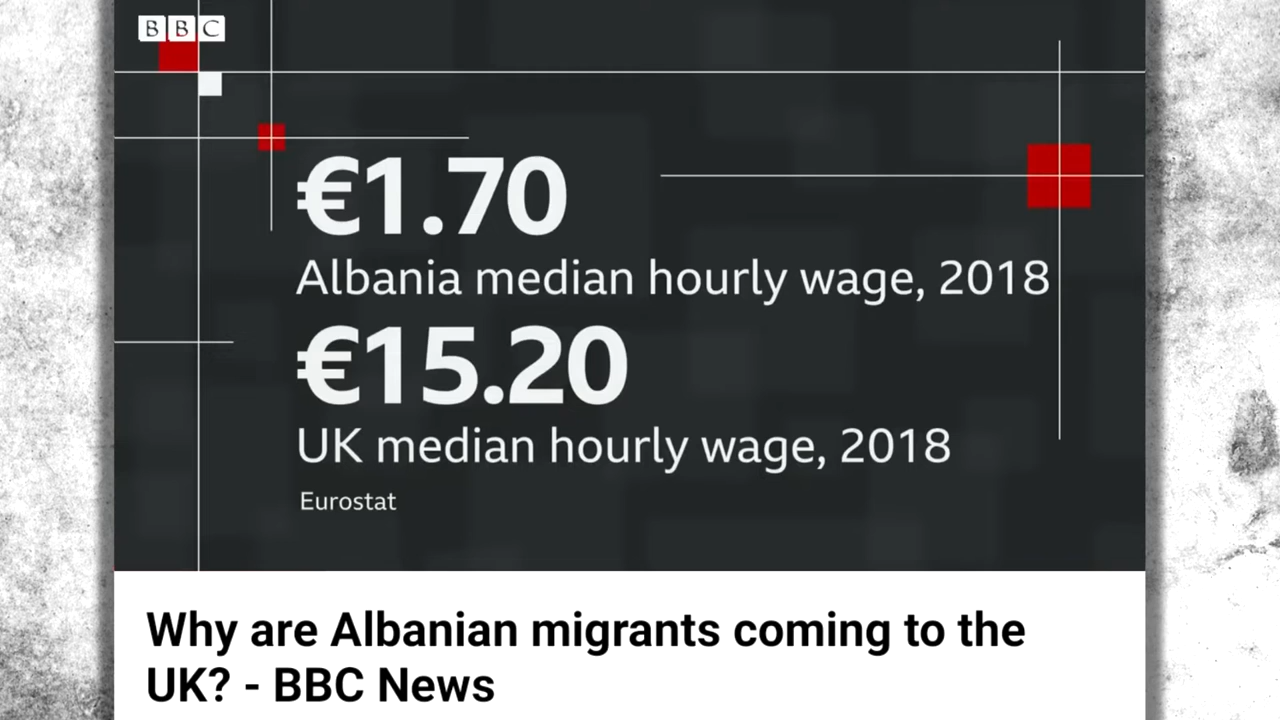 BBC
€1.70
Albania median hourly wage, 2018
€15.20
UK median hourly wage, 2018
Eurostat
Why are Albanian migrants coming to the
UK? - BBC News